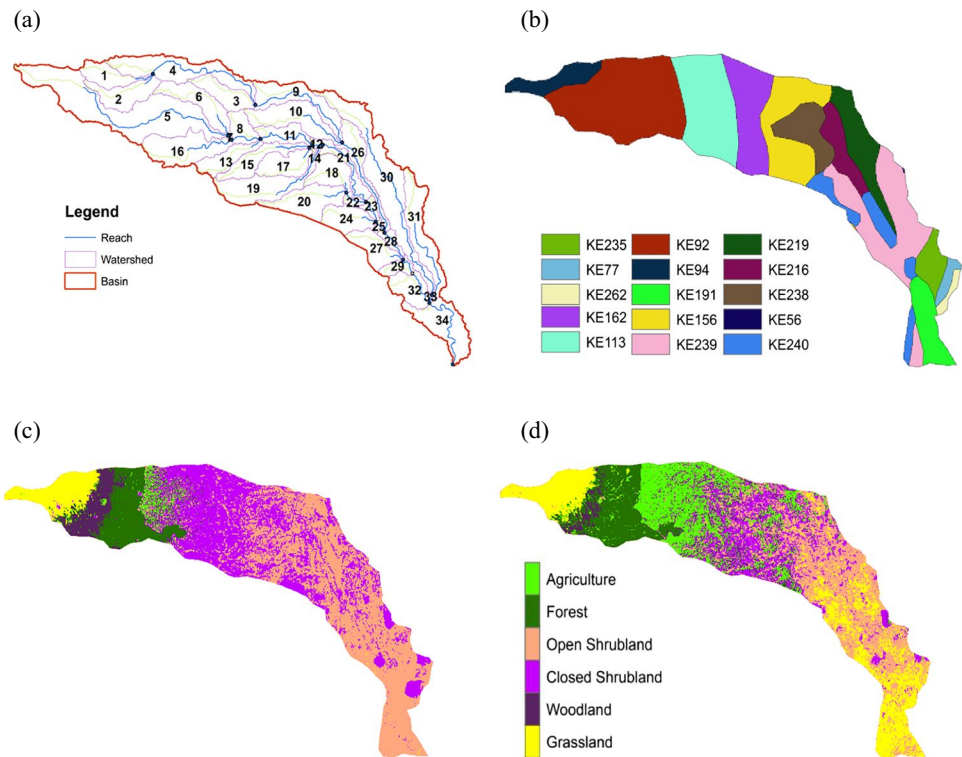 (a)
(b)
1
4
2
6
3
9
5
10
8
11
12
26
16
13
15
17
14
21
18
30
19
20
22
23
31
24
25
27
28
29
32
33
34
Legend
Reach
Watershed
Basin
KE235 KE92 KE219
KE77 KE94 KE216
KE262 KE191 KE238
KE162 KE156 KE56
KE113 KE239 KE240
(c)
(d)
Agriculture
Forest
Open Shrubland
Closed Shrubland
Woodland
Grassland